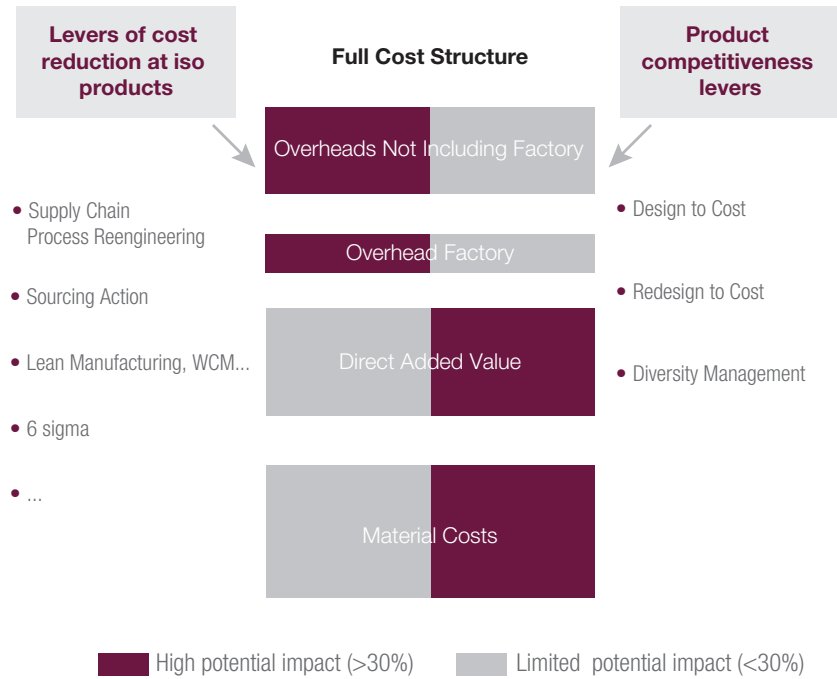 Levers of cost
reduction at iso
products
Full Cost Structure
Product
competitiveness
levers
Overheads Not Including Factory
Overhead Factory
Direct Added Value
Material Costs
• Supply Chain
Process Reengineering
• Sourcing Action
• Lean Manufacturing, WCM...
• 6 sigma
• ...
• Design to Cost
• Redesign to Cost
• Diversity Management
High potential impact (>30%)
Limited potential impact (<30%)